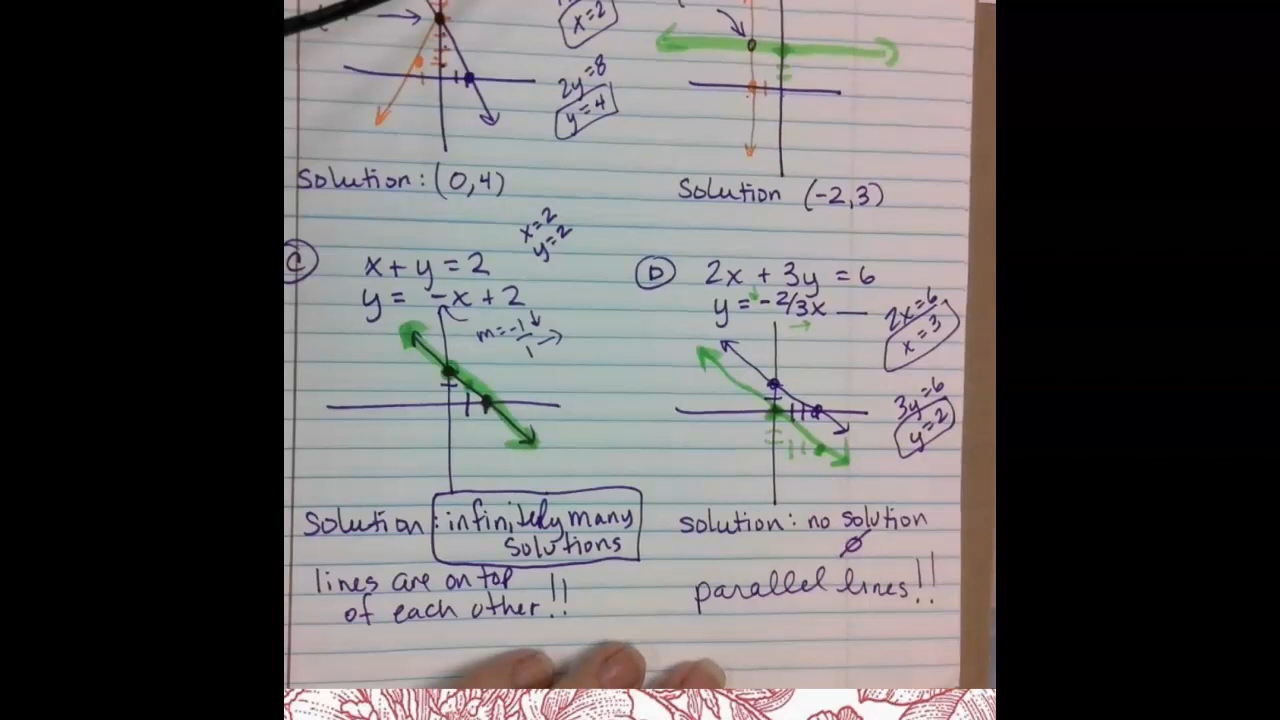 x=2
2y=8
y=4
Solution: (0,4)
Solution (-2,3)
C
x+y=2
y= -x+2
x=2
y=2
m=-1
1
Solution: infinitely many
solutions
lines are on top
of each other!!
D
2x + 3y = 6
y = -2/3x __
2x=6
x=3
3y=6
y=2
solution: no solution
∅
parallel lines!!